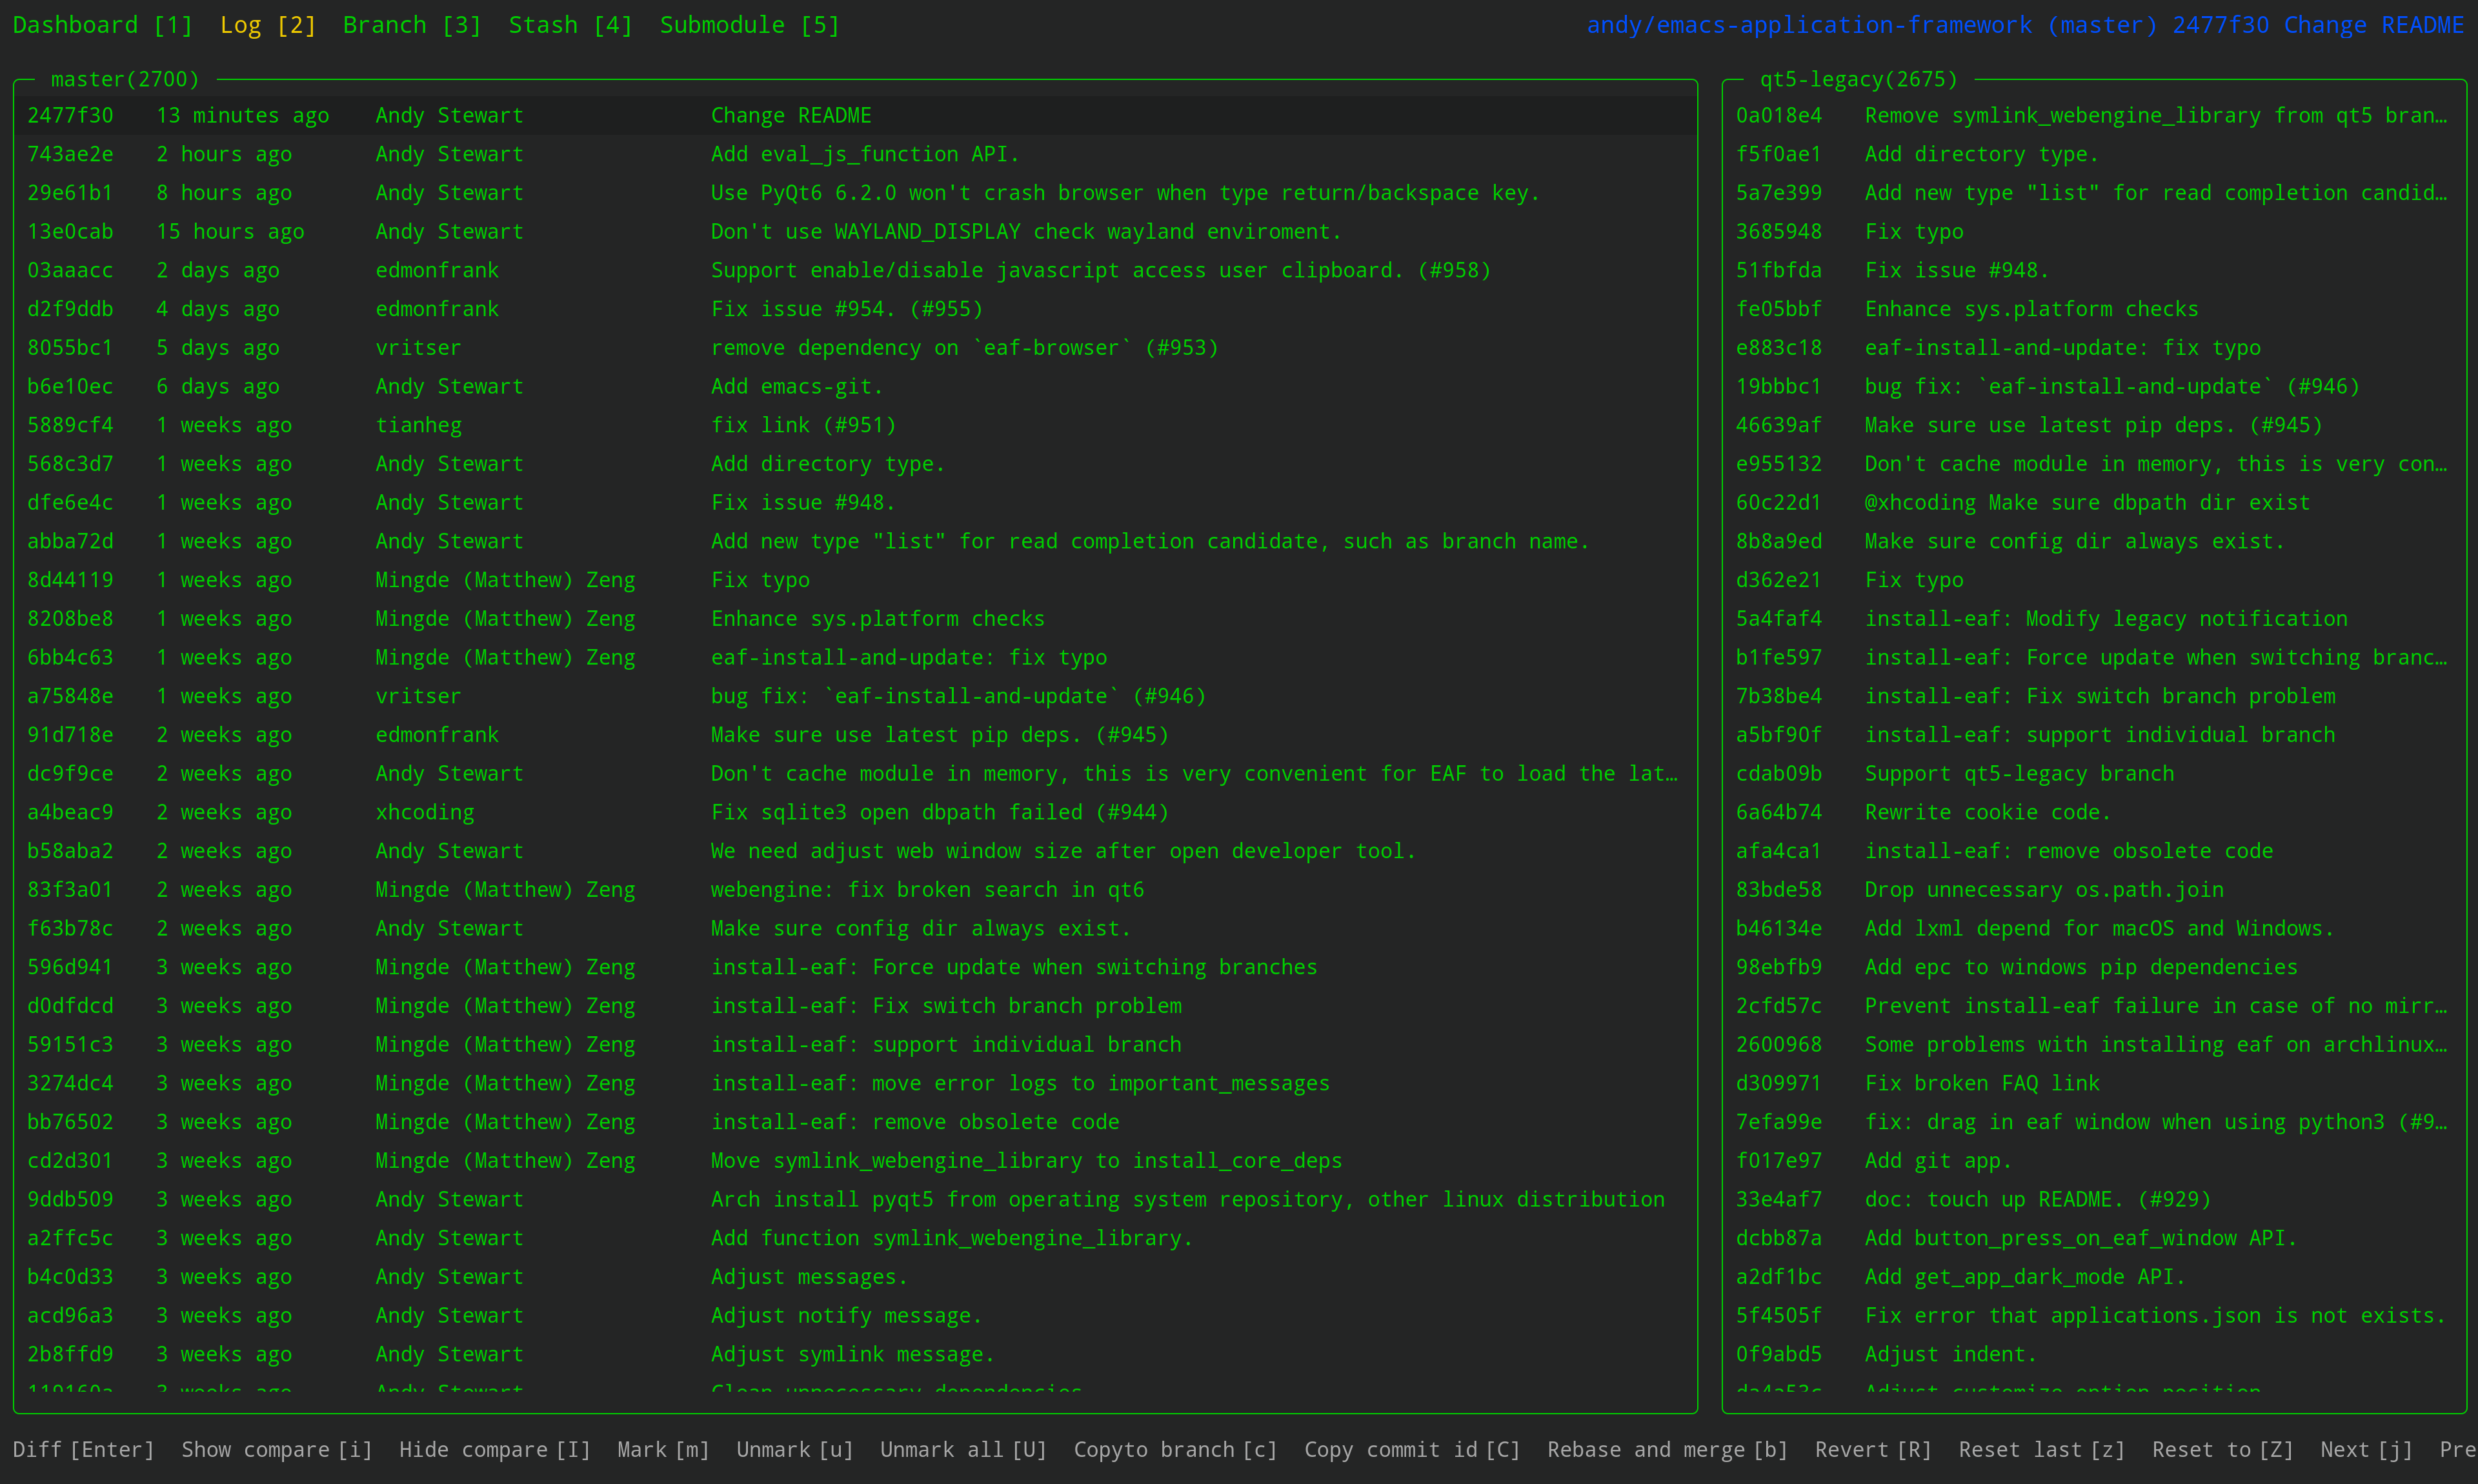 Dashboard [1] Log [2] Branch [3] Stash [4] Submodule [5] andy/emacs-application-framework (master) 2477f30 Change README
master(2700)
2477f30 13 minutes ago Andy Stewart Change README
743ae2e 2 hours ago Andy Stewart Add eval_js_function API.
29e61b1 8 hours ago Andy Stewart Use PyQt6 6.2.0 won't crash browser when type return/backspace key.
13e0cab 15 hours ago Andy Stewart Don't use WAYLAND_DISPLAY check wayland enviroment.
03aaacc 2 days ago edmonfrank Support enable/disable javascript access user clipboard. (#958)
d2f9ddb 4 days ago edmonfrank Fix issue #954. (#955)
8055bc1 5 days ago vritser remove dependency on `eaf-browser` (#953)
b6e10ec 6 days ago Andy Stewart Add emacs-git.
5889cf4 1 weeks ago tianheg fix link (#951)
568c3d7 1 weeks ago Andy Stewart Add directory type.
dfe6e4c 1 weeks ago Andy Stewart Fix issue #948.
abba72d 1 weeks ago Andy Stewart Add new type "list" for read completion candidate, such as branch name.
8d44119 1 weeks ago Mingde (Matthew) Zeng Fix typo
8208be8 1 weeks ago Mingde (Matthew) Zeng Enhance sys.platform checks
6bb4c63 1 weeks ago Mingde (Matthew) Zeng eaf-install-and-update: fix typo
a75848e 1 weeks ago vritser bug fix: `eaf-install-and-update` (#946)
91d718e 2 weeks ago edmonfrank Make sure use latest pip deps. (#945)
dc9f9ce 2 weeks ago Andy Stewart Don't cache module in memory, this is very convenient for EAF to load the lat…
a4beac9 2 weeks ago xhcoding Fix sqlite3 open dbpath failed (#944)
b58aba2 2 weeks ago Andy Stewart We need adjust web window size after open developer tool.
83f3a01 2 weeks ago Mingde (Matthew) Zeng webengine: fix broken search in qt6
f63b78c 2 weeks ago Andy Stewart Make sure config dir always exist.
596d941 3 weeks ago Mingde (Matthew) Zeng install-eaf: Force update when switching branches
d0dfdcd 3 weeks ago Mingde (Matthew) Zeng install-eaf: Fix switch branch problem
59151c3 3 weeks ago Mingde (Matthew) Zeng install-eaf: support individual branch
3274dc4 3 weeks ago Mingde (Matthew) Zeng install-eaf: move error logs to important_messages
bb76502 3 weeks ago Mingde (Matthew) Zeng install-eaf: remove obsolete code
cd2d301 3 weeks ago Mingde (Matthew) Zeng Move symlink_webengine_library to install_core_deps
9ddb509 3 weeks ago Andy Stewart Arch install pyqt5 from operating system repository, other linux distribution
a2ffc5c 3 weeks ago Andy Stewart Add function symlink_webengine_library.
b4c0d33 3 weeks ago Andy Stewart Adjust messages.
acd96a3 3 weeks ago Andy Stewart Adjust notify message.
2b8ffd9 3 weeks ago Andy Stewart Adjust symlink message.
3 weeks ago Andy Stewart Clean unnecessary dependencies
qt5-legacy(2675)
0a018e4 Remove symlink_webengine_library from qt5 bran…
f5f0ae1 Add directory type.
5a7e399 Add new type "list" for read completion candid…
3685948 Fix typo
51fbfda Fix issue #948.
fe05bbf Enhance sys.platform checks
e883c18 eaf-install-and-update: fix typo
19bbbc1 bug fix: `eaf-install-and-update` (#946)
46639af Make sure use latest pip deps. (#945)
e955132 Don't cache module in memory, this is very con…
60c22d1 @xhcoding Make sure dbpath dir exist
8b8a9ed Make sure config dir always exist.
d362e21 Fix typo
5a4faf4 install-eaf: Modify legacy notification
b1fe597 install-eaf: Force update when switching branc…
7b38be4 install-eaf: Fix switch branch problem
a5bf90f install-eaf: support individual branch
cdab09b Support qt5-legacy branch
6a64b74 Rewrite cookie code.
afa4ca1 install-eaf: remove obsolete code
83bde58 Drop unnecessary os.path.join
b46134e Add lxml depend for macOS and Windows.
98ebfb9 Add epc to windows pip dependencies
2cfd57c Prevent install-eaf failure in case of no mirr…
2600968 Some problems with installing eaf on archlinux…
d309971 Fix broken FAQ link
7efa99e fix: drag in eaf window when using python3 (#9…
f017e97 Add git app.
33e4af7 doc: touch up README. (#929)
dcbb87a Add button_press_on_eaf_window API.
a2df1bc Add get_app_dark_mode API.
5f4505f Fix error that applications.json is not exists.
0f9abd5 Adjust indent.
Adjust customize option position
Diff [Enter] Show compare [i] Hide compare [I] Mark [m] Unmark [u] Unmark all [U] Copyto branch [c] Copy commit id [C] Rebase and merge [b] Revert [R] Reset last [z] Reset to [Z] Next [j] Pre